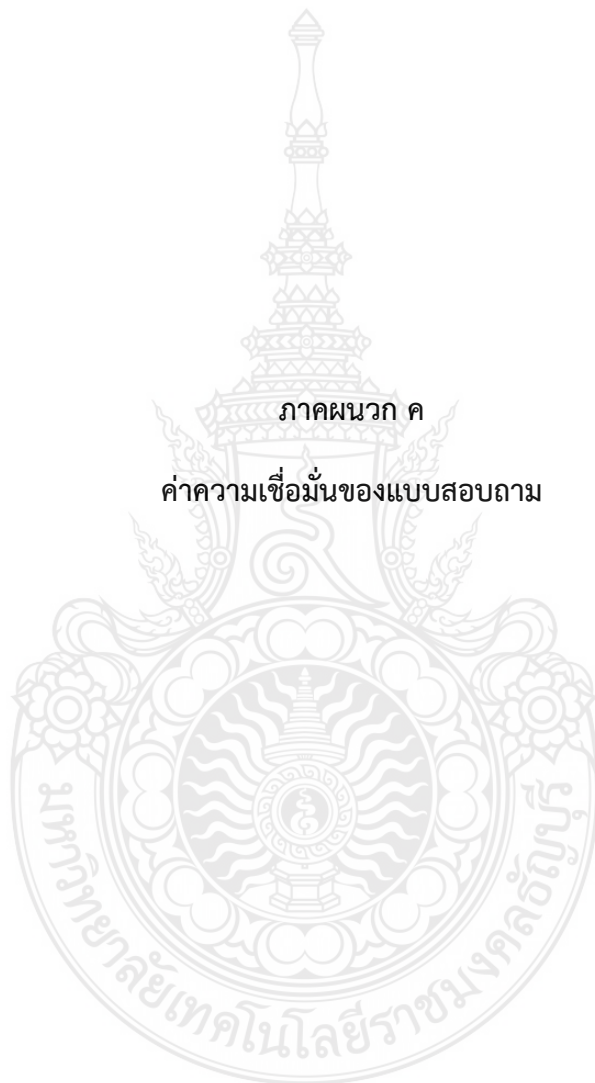 ภาคผนวก ค
ค่าความเชื่อมั่นของแบบสอบถาม
มหาวิทยาลัยเทคโนโลยีราชมงคลธัญบุรี